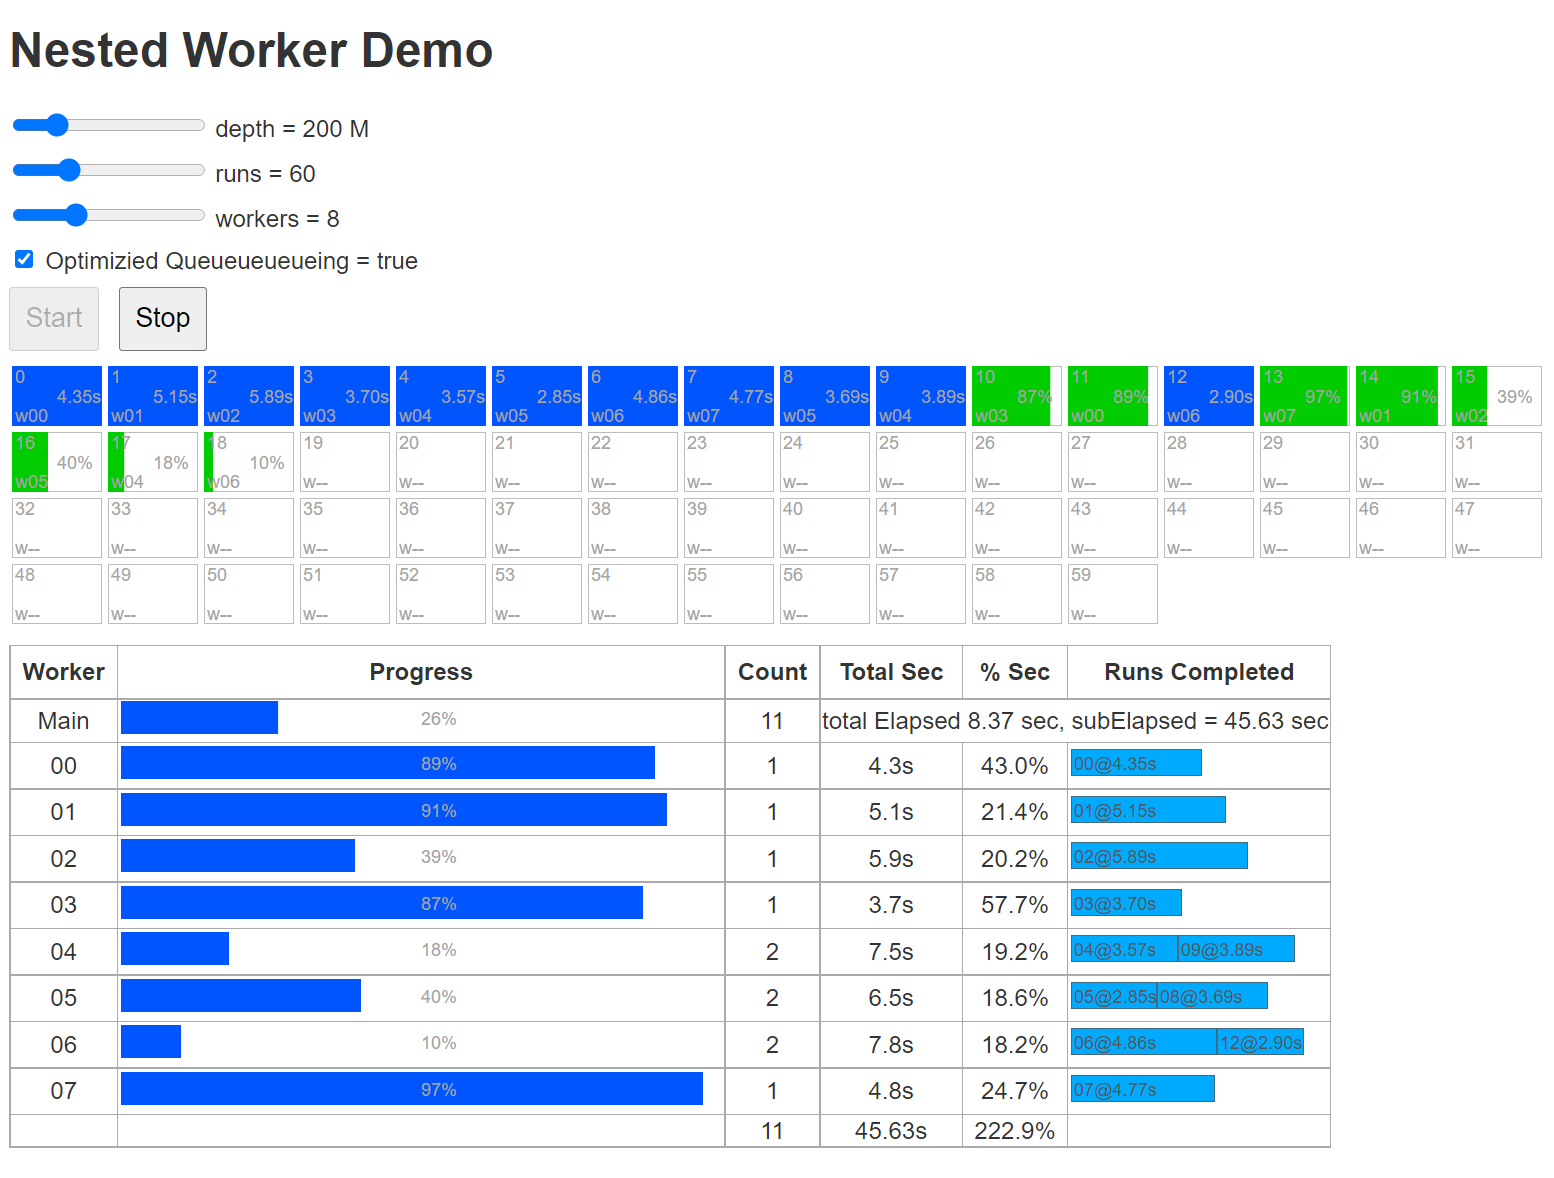 Nested Worker Demo
depth = 200 M
runs = 60
workers = 8
Optimizied Queueueueueing = true
Start Stop
0 1 2 3 4 5 6 7 8 9 10 11 12 13 14 15
4.35s 5.15s 5.89s 3.70s 3.57s 2.85s 4.86s 4.77s 3.69s 3.89s 87% 89% 2.90s 97% 91% 39%
w00 w01 w02 w03 w04 w05 w06 w07 w05 w04 w03 w00 w06 w07 w01 w02
16 17 18 19 20 21 22 23 24 25 26 27 28 29 30 31
40% 18% 10%
w05 w04 w06 w-- w-- w-- w-- w-- w-- w-- w-- w-- w-- w-- w-- w--
32 33 34 35 36 37 38 39 40 41 42 43 44 45 46 47
w-- w-- w-- w-- w-- w-- w-- w-- w-- w-- w-- w-- w-- w-- w-- w--
48 49 50 51 52 53 54 55 56 57 58 59
w-- w-- w-- w-- w-- w-- w-- w-- w-- w-- w-- w--
Worker Progress Count Total Sec % Sec Runs Completed
Main 26% 11 total Elapsed 8.37 sec, subElapsed = 45.63 sec
00 89% 1 4.3s 43.0% 00@4.35s
01 91% 1 5.1s 21.4% 01@5.15s
02 39% 1 5.9s 20.2% 02@5.89s
03 87% 1 3.7s 57.7% 03@3.70s
04 18% 2 7.5s 19.2% 04@3.57s 09@3.89s
05 40% 2 6.5s 18.6% 05@2.85s 08@3.69s
06 10% 2 7.8s 18.2% 06@4.86s 12@2.90s
07 97% 1 4.8s 24.7% 07@4.77s
11 45.63s 222.9%